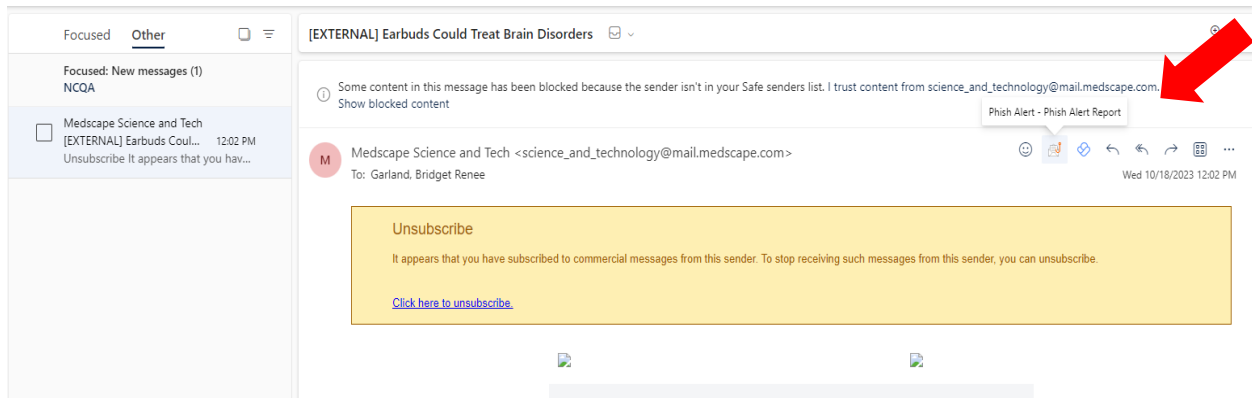 Focused Other
Focused: New messages (1)
NCQA
Medscape Science and Tech
[EXTERNAL] Earbuds Coul... 12:02 PM
Unsubscribe It appears that you hav...
[EXTERNAL] Earbuds Could Treat Brain Disorders
Some content in this message has been blocked because the sender isn't in your Safe senders list. I trust content from science_and_technology@mail.medscape.com.
Show blocked content
Phish Alert - Phish Alert Report
M
Medscape Science and Tech <science_and_technology@mail.medscape.com>
To: Garland, Bridget Renee
Wed 10/18/2023 12:02 PM
Unsubscribe
It appears that you have subscribed to commercial messages from this sender. To stop receiving such messages from this sender, you can unsubscribe.
Click here to unsubscribe.